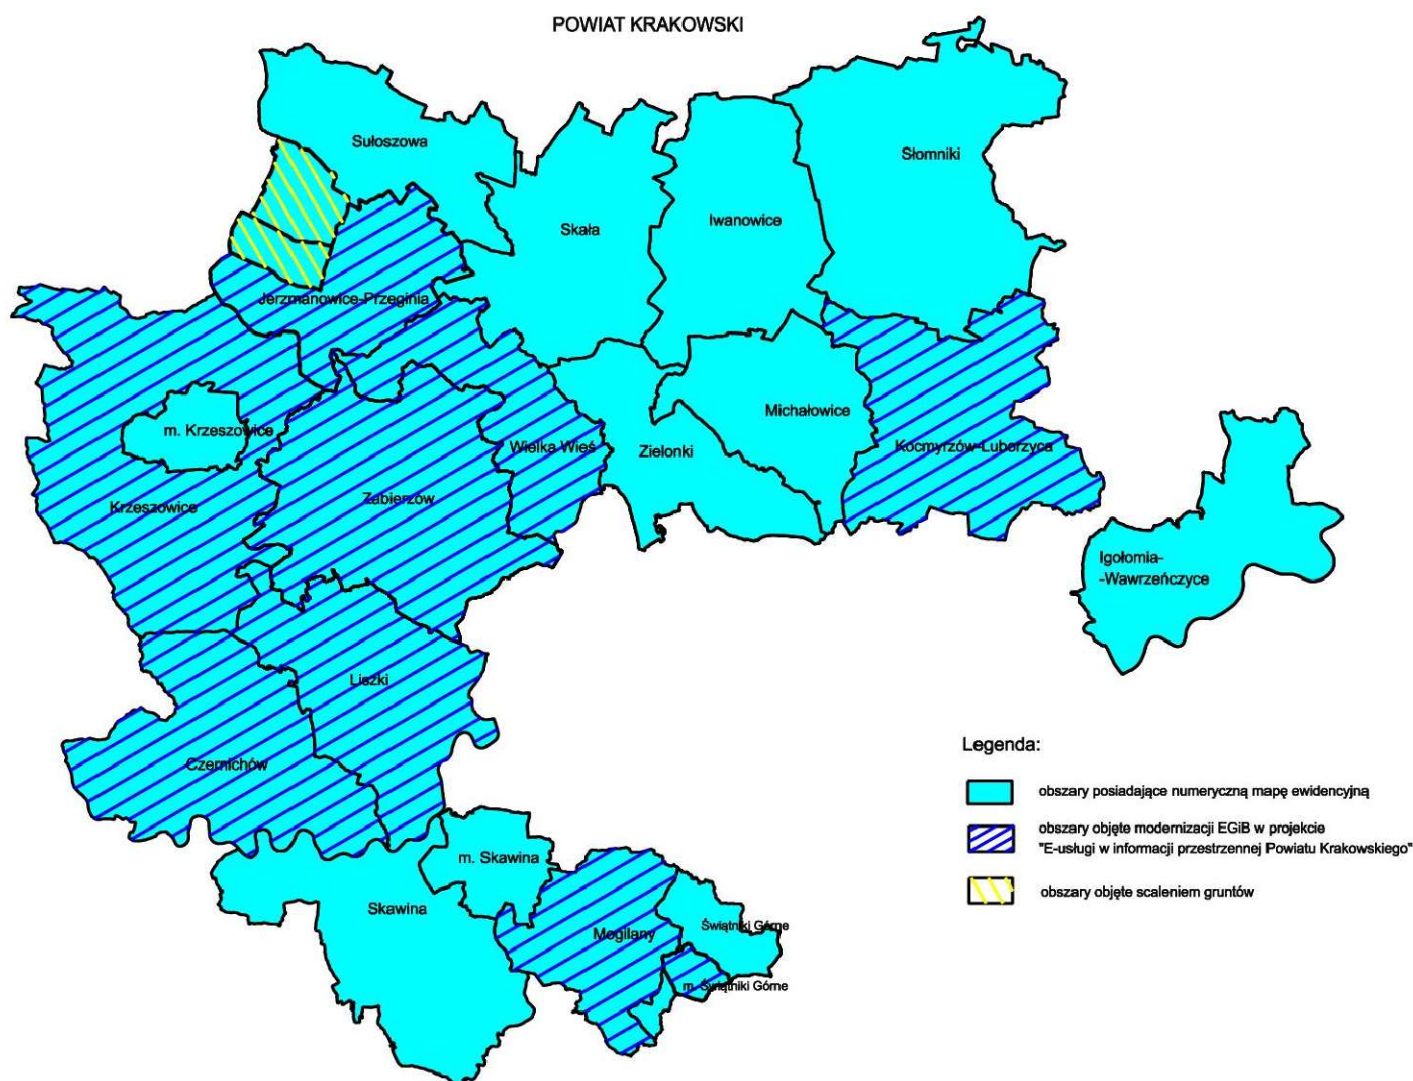 POWIAT KRAKOWSKI
Sułoszowa
Słomniki
Skała
Iwanowice
Jerzmanowice-Przeginia
m. Krzeszowice
Wielka Wieś
Zielonki
Michałowice
Kocmyrzów-Luborzyca
Krzeszowice
Zabierzów
Igołomia-
-Wawrzeńczyce
Liszki
Czernichów
Legenda:
obszary posiadające numeryczną mapę ewidencyjną
obszary objęte modernizacji EGiB w projekcie
"E-usługi w informacji przestrzennej Powiatu Krakowskiego"
obszary objęte scaleniem gruntów
m. Skawina
Skawina
Mogilany
Świątniki Górne
m. Świątniki Górne